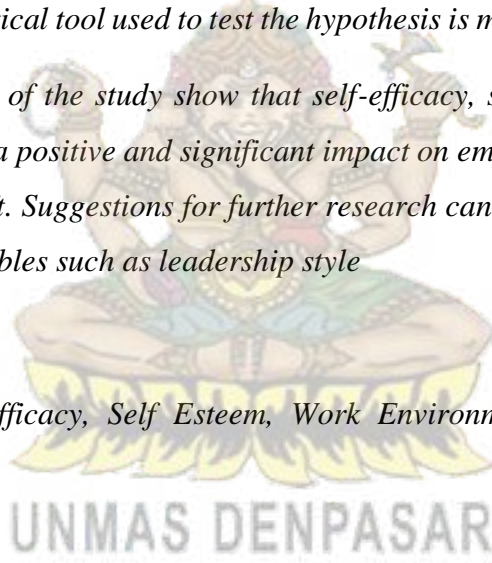 tical tool used to test the hypothesis is m
of the study show that self-efficacy, s
a positive and significant impact on em
t. Suggestions for further research can
bles such as leadership style
fficacy, Self Esteem, Work Environm
UNMAS DENPASAR